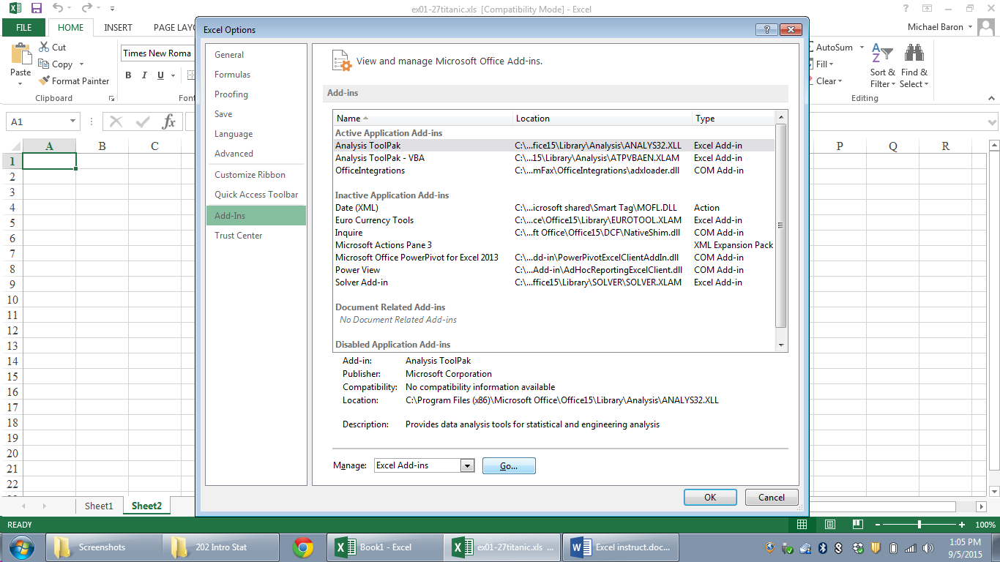 ex01-27titanic.xls [Compatibility Mode] - Excel
FILE HOME INSERT PAGE LAYO
Michael Baron
Cut
Copy
Format Painter
Paste
Clipboard
Times New Roma
B I U
Font
AutoSum
Fill
Clear
Sort & Filter
Find & Select
Editing
A1
fx
A B C P Q R
1
2
3
4
5
6
7
8
9
10
11
12
13
14
15
16
17
18
19
20
21
22
Excel Options
General
Formulas
Proofing
Save
Language
Advanced
Customize Ribbon
Quick Access Toolbar
Add-Ins
Trust Center
View and manage Microsoft Office Add-ins.
Add-ins
Name Location Type
Active Application Add-ins
Analysis ToolPak C:\...fice15\Library\Analysis\ANALYS32.XLL Excel Add-in
Analysis ToolPak - VBA C:\...15\Library\Analysis\ATPVBAEN.XLAM Excel Add-in
OfficeIntegrations C:\...mFax\OfficeIntegrations\adxloader.dll COM Add-in
Inactive Application Add-ins
Date (XML) C:\...icrosoft shared\Smart Tag\MOFL.DLL Action
Euro Currency Tools C:\...ce\Office15\Library\EUROTOOL.XLAM Excel Add-in
Inquire C:\...ft Office\Office15\DCF\NativeShim.dll COM Add-in
Microsoft Actions Pane 3 XML Expansion Pack
Microsoft Office PowerPivot for Excel 2013 C:\...dd-in\PowerPivotExcelClientAddIn.dll COM Add-in
Power View C:\...Add-in\AdHocReportingExcelClient.dll COM Add-in
Solver Add-in C:\...ffice15\Library\SOLVER\SOLVER.XLAM Excel Add-in
Document Related Add-ins
No Document Related Add-ins
Disabled Application Add-ins
Add-in: Analysis ToolPak
Publisher: Microsoft Corporation
Compatibility: No compatibility information available
Location: C:\Program Files (x86)\Microsoft Office\Office15\Library\Analysis\ANALYS32.XLL
Description: Provides data analysis tools for statistical and engineering analysis
Manage: Excel Add-ins Go...
OK Cancel
Sheet1 Sheet2
READY
100%
Screenshots
202 Intro Stat
Book1 - Excel
ex01-27titanic.xls ...
Excel instruct.doc...
1:05 PM
9/5/2015